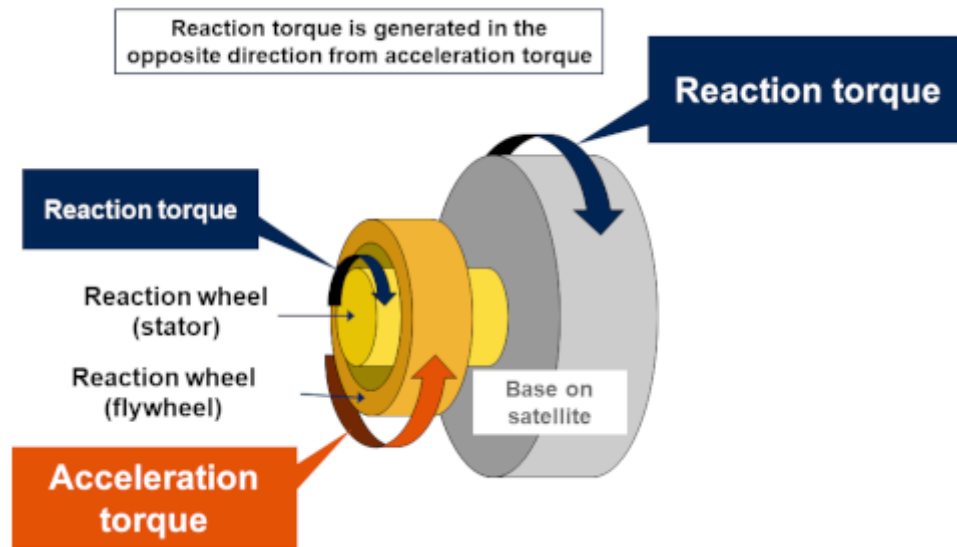 Reaction torque is generated in the
opposite direction from acceleration torque
Reaction torque
Reaction torque
Reaction wheel
(stator)
Reaction wheel
(flywheel)
Base on
satellite
Acceleration
torque